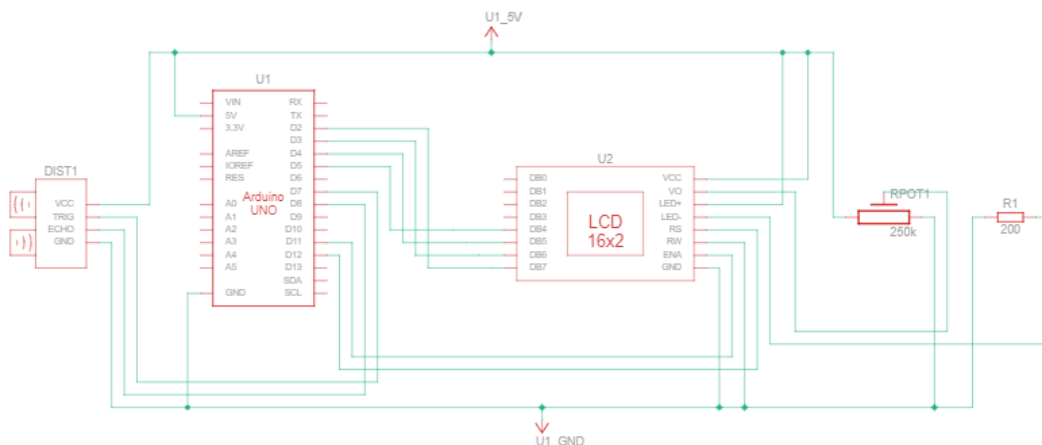 U1_5V
U1
VIN
5V
3.3V
AREF
IOREF
RES
A0
A1
A2
A3
A4
A5
GND
Arduino
UNO
RX
TX
D2
D3
D4
D5
D6
D7
D8
D9
D10
D11
D12
D13
SDA
SCL
DIST1
VCC
TRIG
ECHO
GND
U2
DB0
DB1
DB2
DB3
DB4
DB5
DB6
DB7
LCD
16x2
VCC
VO
LED+
LED-
RS
RW
ENA
GND
RPOT1
250k
R1
200
U1_GND